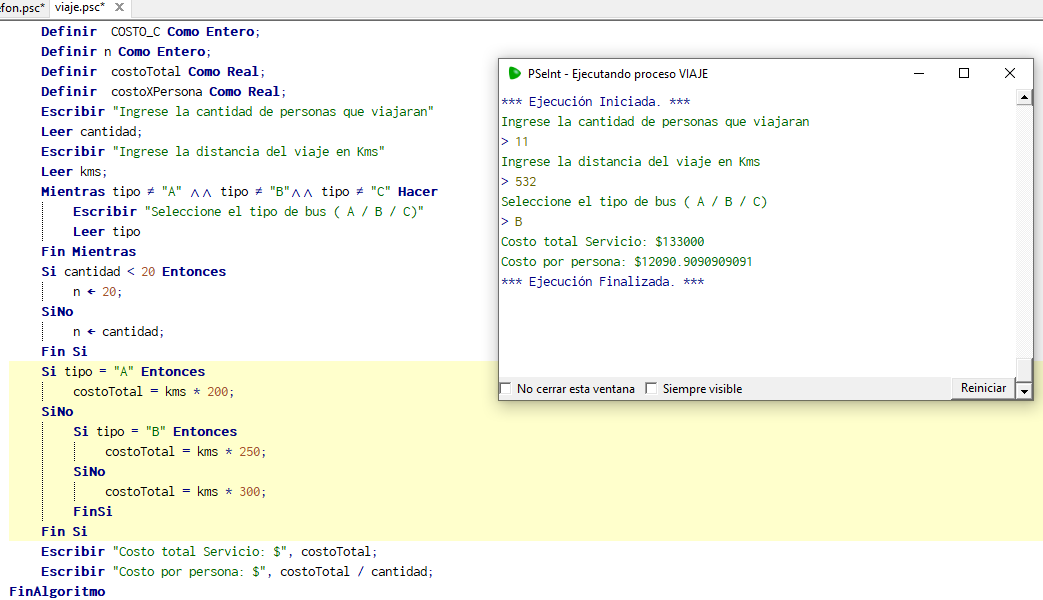 efon.psc* viaje.psc* X
Definir COSTO_C Como Entero;
Definir n Como Entero;
Definir costoTotal Como Real;
Definir costoXPersona Como Real;
Escribir "Ingrese la cantidad de personas que viajaran"
Leer cantidad;
Escribir "Ingrese la distancia del viaje en Kms"
Leer kms;
Mientras tipo ≠ "A" ∧∧ tipo ≠ "B"∧∧ tipo ≠ "C" Hacer
Escribir "Seleccione el tipo de bus ( A / B / C)"
Leer tipo
Fin Mientras
Si cantidad < 20 Entonces
n ← 20;
SiNo
n ← cantidad;
Fin Si
Si tipo = "A" Entonces
costoTotal = kms * 200;
SiNo
Si tipo = "B" Entonces
costoTotal = kms * 250;
SiNo
costoTotal = kms * 300;
FinSi
Fin Si
Escribir "Costo total Servicio: $", costoTotal;
Escribir "Costo por persona: $", costoTotal / cantidad;
FinAlgoritmo
PSeInt - Ejecutando proceso VIAJE
*** Ejecución Iniciada. ***
Ingrese la cantidad de personas que viajaran
> 11
Ingrese la distancia del viaje en Kms
> 532
Seleccione el tipo de bus ( A / B / C)
> B
Costo total Servicio: $133000
Costo por persona: $12090.9090909091
*** Ejecución Finalizada. ***
No cerrar esta ventana Siempre visible Reiniciar